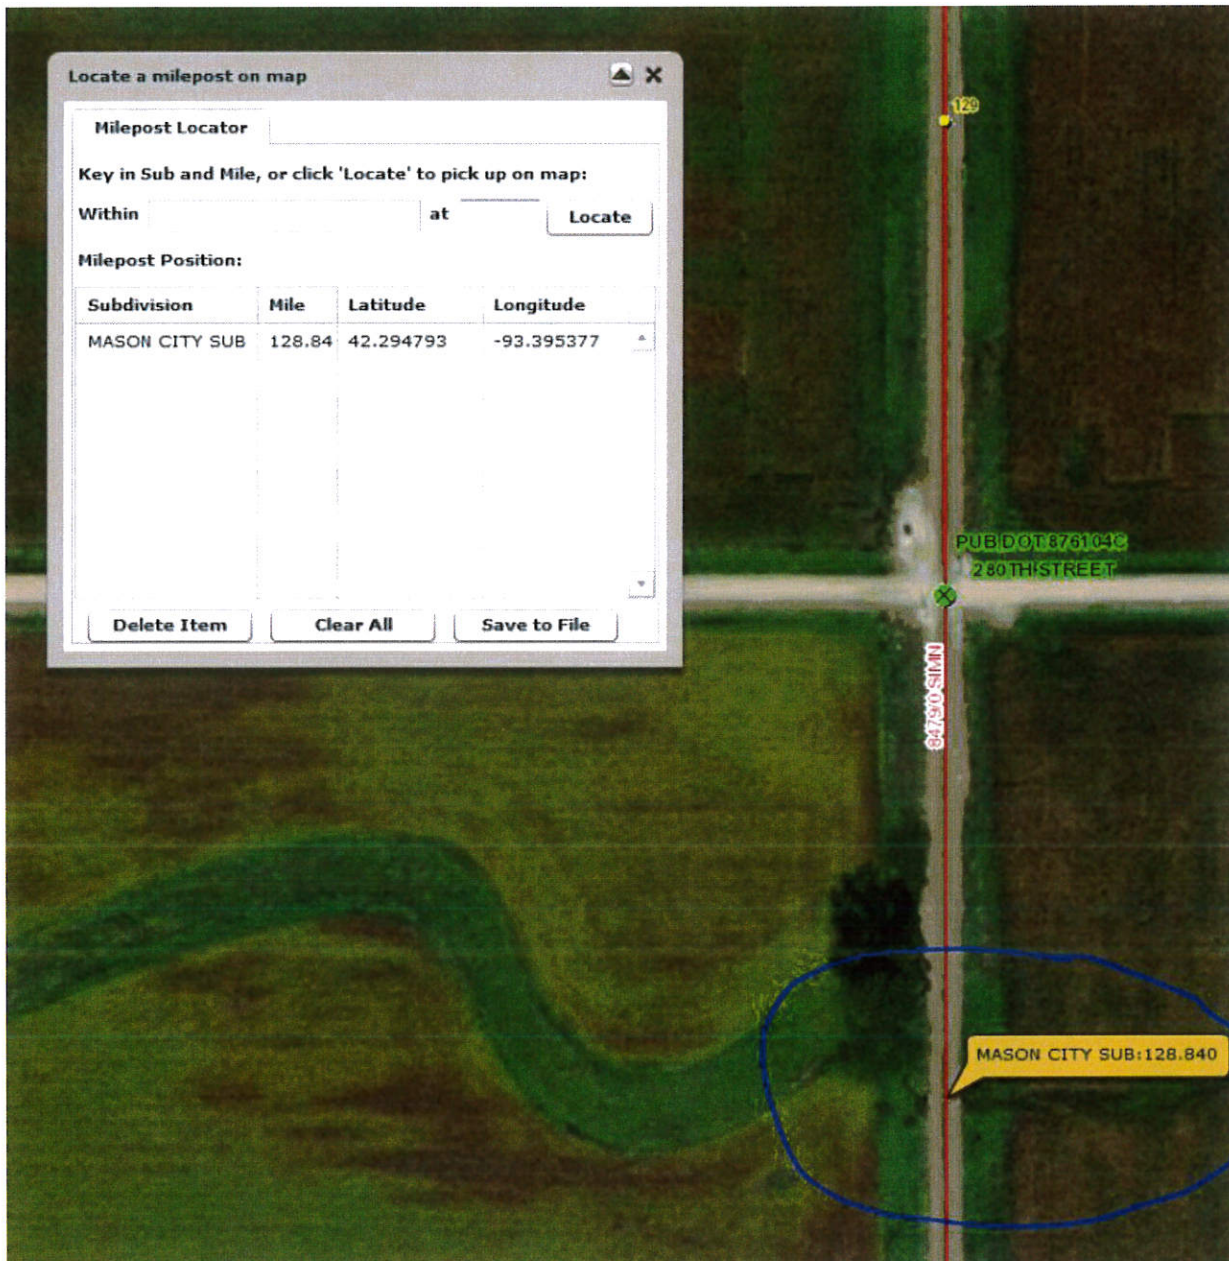 Locate a milepost on map
Milepost Locator
Key in Sub and Mile, or click 'Locate' to pick up on map:
Within at Locate
Milepost Position:
Subdivision Mile Latitude Longitude
MASON CITY SUB 128.84 42.294793 -93.395377
Delete Item Clear All Save to File
129
PUB DOT:876104C
280TH STREET
8479/0 SIMN
MASON CITY SUB:128.840